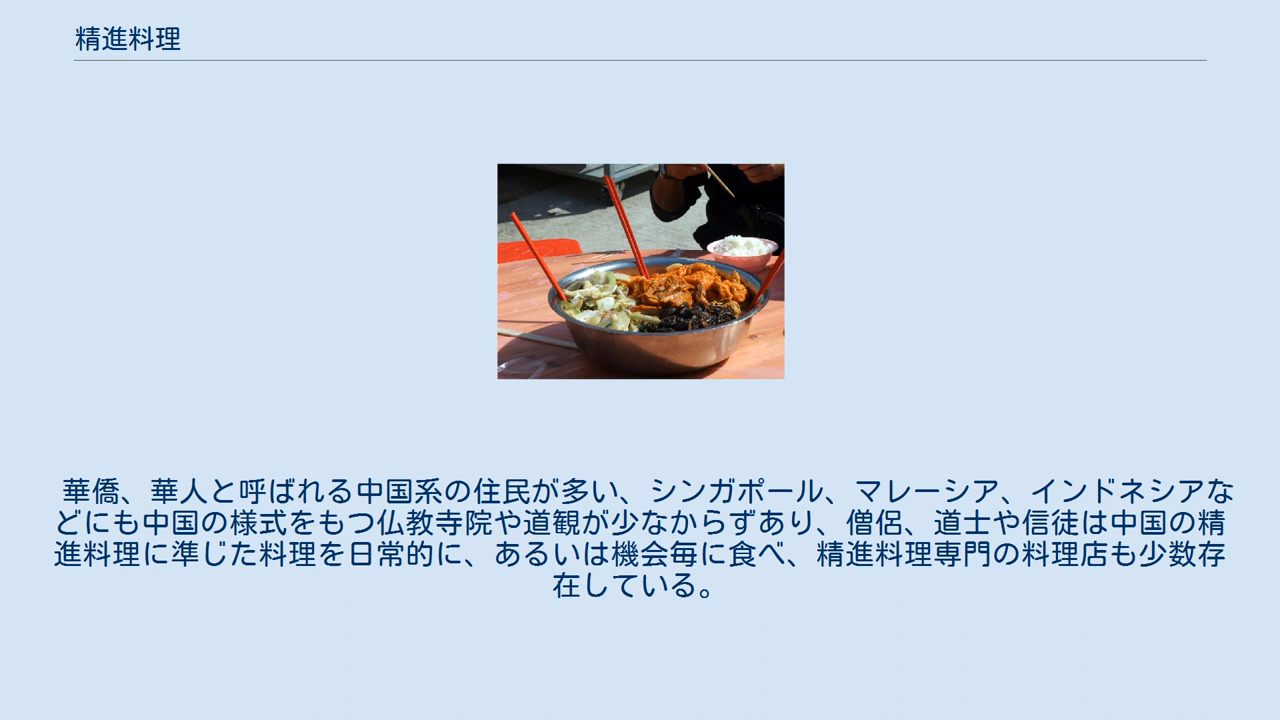 精進料理
華僑、華人と呼ばれる中国系の住民が多い、シンガポール、マレーシア、インドネシアな
どにも中国の様式をもつ仏教寺院や道観が少なからずあり、僧侶、道士や信徒は中国の精
進料理に準じた料理を日常的に、あるいは機会毎に食べ、精進料理専門の料理店も少数存
在している。